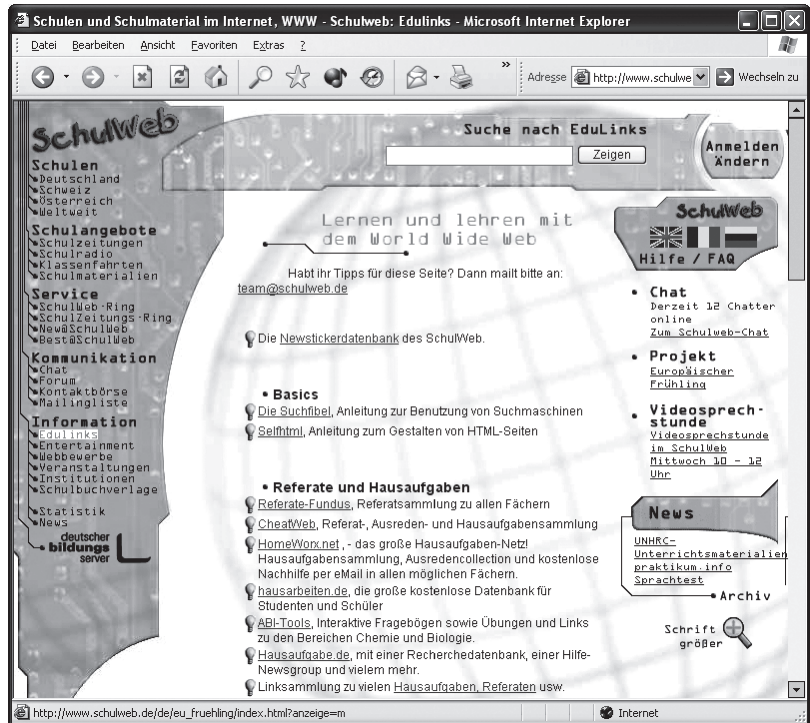 Schulen und Schulmaterial im Internet, WWW - Schulweb: Edulinks - Microsoft Internet Explorer
Datei Bearbeiten Ansicht Favoriten Extras ?
Adresse http://www.schulwe Wechseln zu
SchulWeb
Schulen
Deutschland
Schweiz
Österreich
Weltweit
Schulangebote
Schulzeitungen
Schulradio
Klassenfahrten
Schulmaterialien
Service
SchulWeb-Ring
SchulZeitungs-Ring
New@SchulWeb
Best@SchulWeb
Kommunikation
Chat
Forum
Kontaktbörse
Mailingliste
Information
Edulinks
Entertainment
Webbewerbe
Veranstaltungen
Institutionen
Schulbuchverlage
Statistik
News
deutscher
bildungs
server
Suche nach EduLinks
Zeigen
Anmelden
Ändern
Lernen und lehren mit
dem World Wide Web
Habt ihr Tipps für diese Seite? Dann mailt bitte an:
team@schulweb.de
Die Newstickerdatenbank des SchulWeb.
• Basics
Die Suchfibel, Anleitung zur Benutzung von Suchmaschinen
Selfhtml, Anleitung zum Gestalten von HTML-Seiten
• Referate und Hausaufgaben
Referate-Fundus, Referatsammlung zu allen Fächern
CheatWeb, Referat-, Ausreden- und Hausaufgabensammlung
HomeWorx.net , - das große Hausaufgaben-Netz!
Hausaufgabensammlung, Ausredencollection und kostenlose
Nachhilfe per eMail in allen möglichen Fächern.
hausarbeiten.de, die große kostenlose Datenbank für
Studenten und Schüler
ABI-Tools, Interaktive Fragebögen sowie Übungen und Links
zu den Bereichen Chemie und Biologie.
Hausaufgabe.de, mit einer Recherchedatenbank, einer Hilfe-
Newsgroup und vielem mehr.
Linksammlung zu vielen Hausaufgaben, Referaten usw.
SchulWeb
Hilfe / FAQ
• Chat
Derzeit 12 Chatter
online
Zum Schulweb-Chat
• Projekt
Europäischer
Frühling
• Videosprech-
stunde
Videosprechstunde
im SchulWeb
Mittwoch 10 - 12
Uhr
News
UNHRC-
Unterrichtsmaterialien
praktikum.info
Sprachtest
• Archiv
Schrift
größer
http://www.schulweb.de/de/eu_fruehling/index.html?anzeige=m Internet